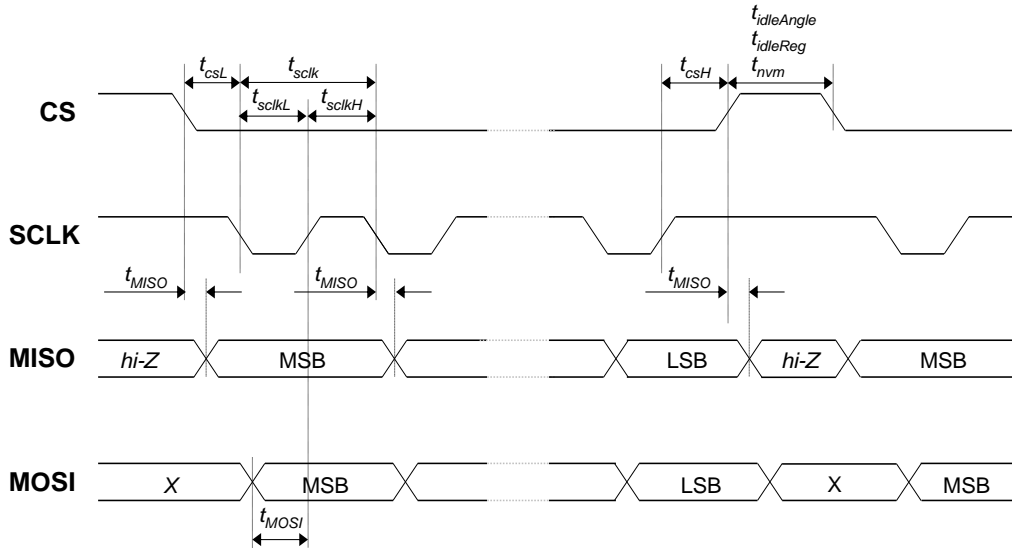 t_idleAngle
t_idleReg
t_csL t_sclk t_csH t_nvm
CS t_sclkL t_sclkH
SCLK
t_MISO t_MISO t_MISO
MISO hi-Z MSB LSB hi-Z MSB
MOSI X MSB LSB X MSB
t_MOSI